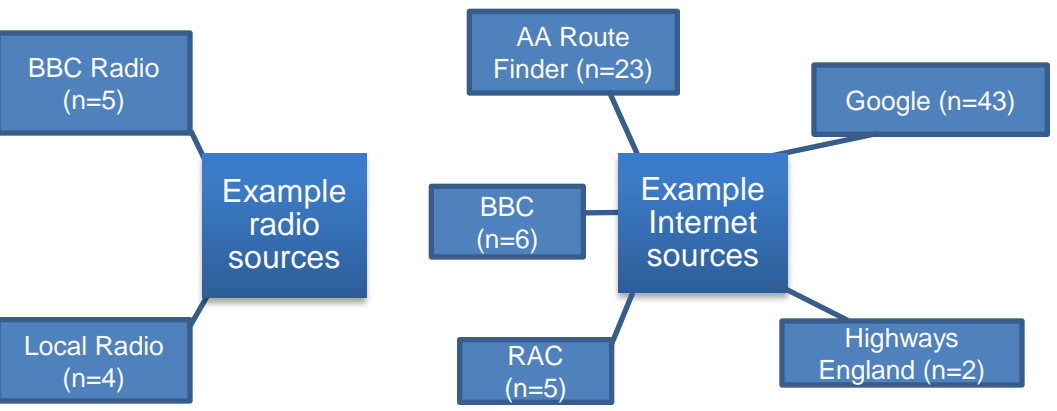 BBC Radio
(n=5)
Example
radio
sources
Local Radio
(n=4)
AA Route
Finder (n=23)
Google (n=43)
BBC
(n=6)
Example
Internet
sources
RAC
(n=5)
Highways
England (n=2)